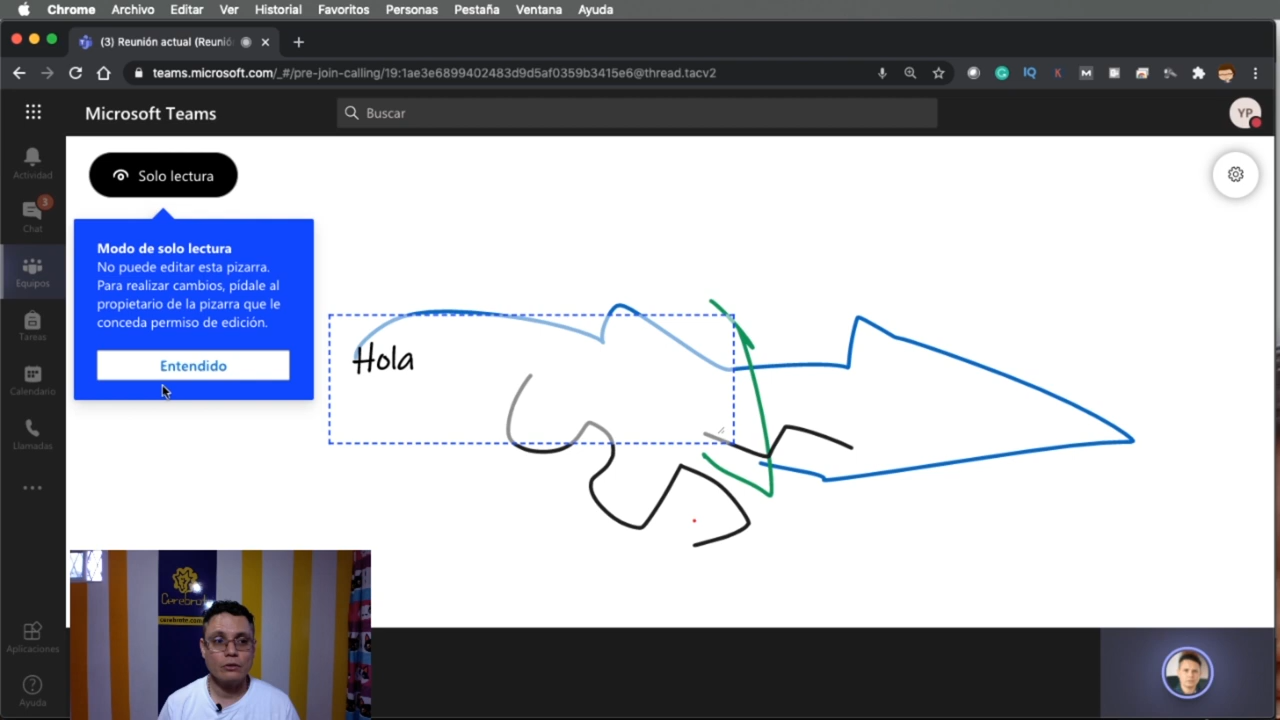 Chrome Archivo Editar Ver Historial Favoritos Personas Pestaña Ventana Ayuda
(3) Reunión actual (Reunió
teams.microsoft.com/_#/pre-join-calling/19:1ae3e6899402483d9d5af0359b3415e6@thread.tacv2
IQ
K
M
Microsoft Teams
Buscar
YP
Actividad
3
Chat
Equipos
Tareas
Calendario
Llamadas
Aplicaciones
Ayuda
Solo lectura
Modo de solo lectura
No puede editar esta pizarra.
Para realizar cambios, pídale al
propietario de la pizarra que le
conceda permiso de edición.
Entendido
Hola